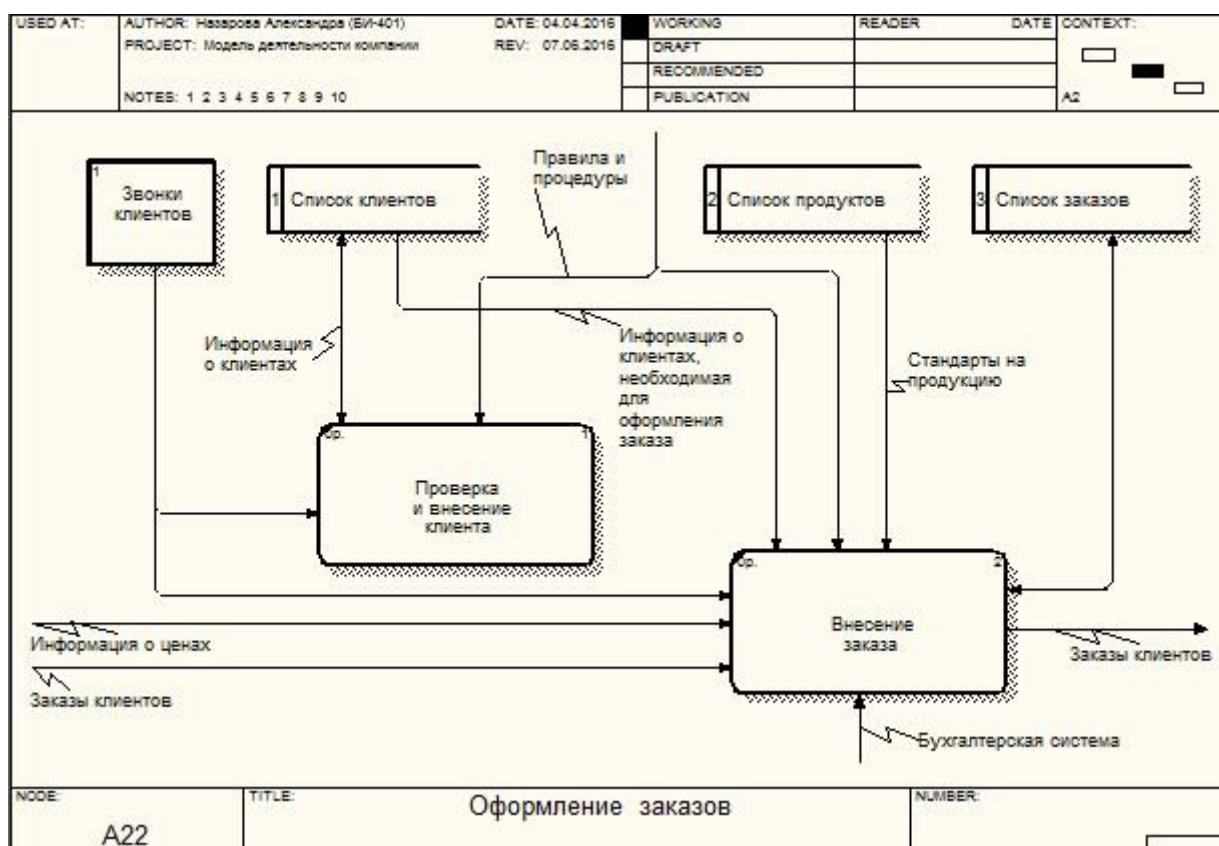 USED AT:
AUTHOR: Назарова Александра (БИ-401)
DATE: 04.04.2016
WORKING
READER
DATE
CONTEXT:
PROJECT: Модель деятельности компании
REV: 07.06.2016
DRAFT
RECOMMENDED
NOTES: 1 2 3 4 5 6 7 8 9 10
PUBLICATION
A2
1
Звонки
клиентов
1 Список клиентов
Правила и
процедуры
2 Список продуктов
3 Список заказов
Информация
о клиентах
Информация о
клиентах,
необходимая
для
оформления
заказа
Стандарты на
продукцию
0р.
1
Проверка
и внесение
клиента
0р.
2
Внесение
заказа
Информация о ценах
Заказы клиентов
Заказы клиентов
Бухгалтерская система
NODE:
A22
TITLE:
Оформление заказов
NUMBER: